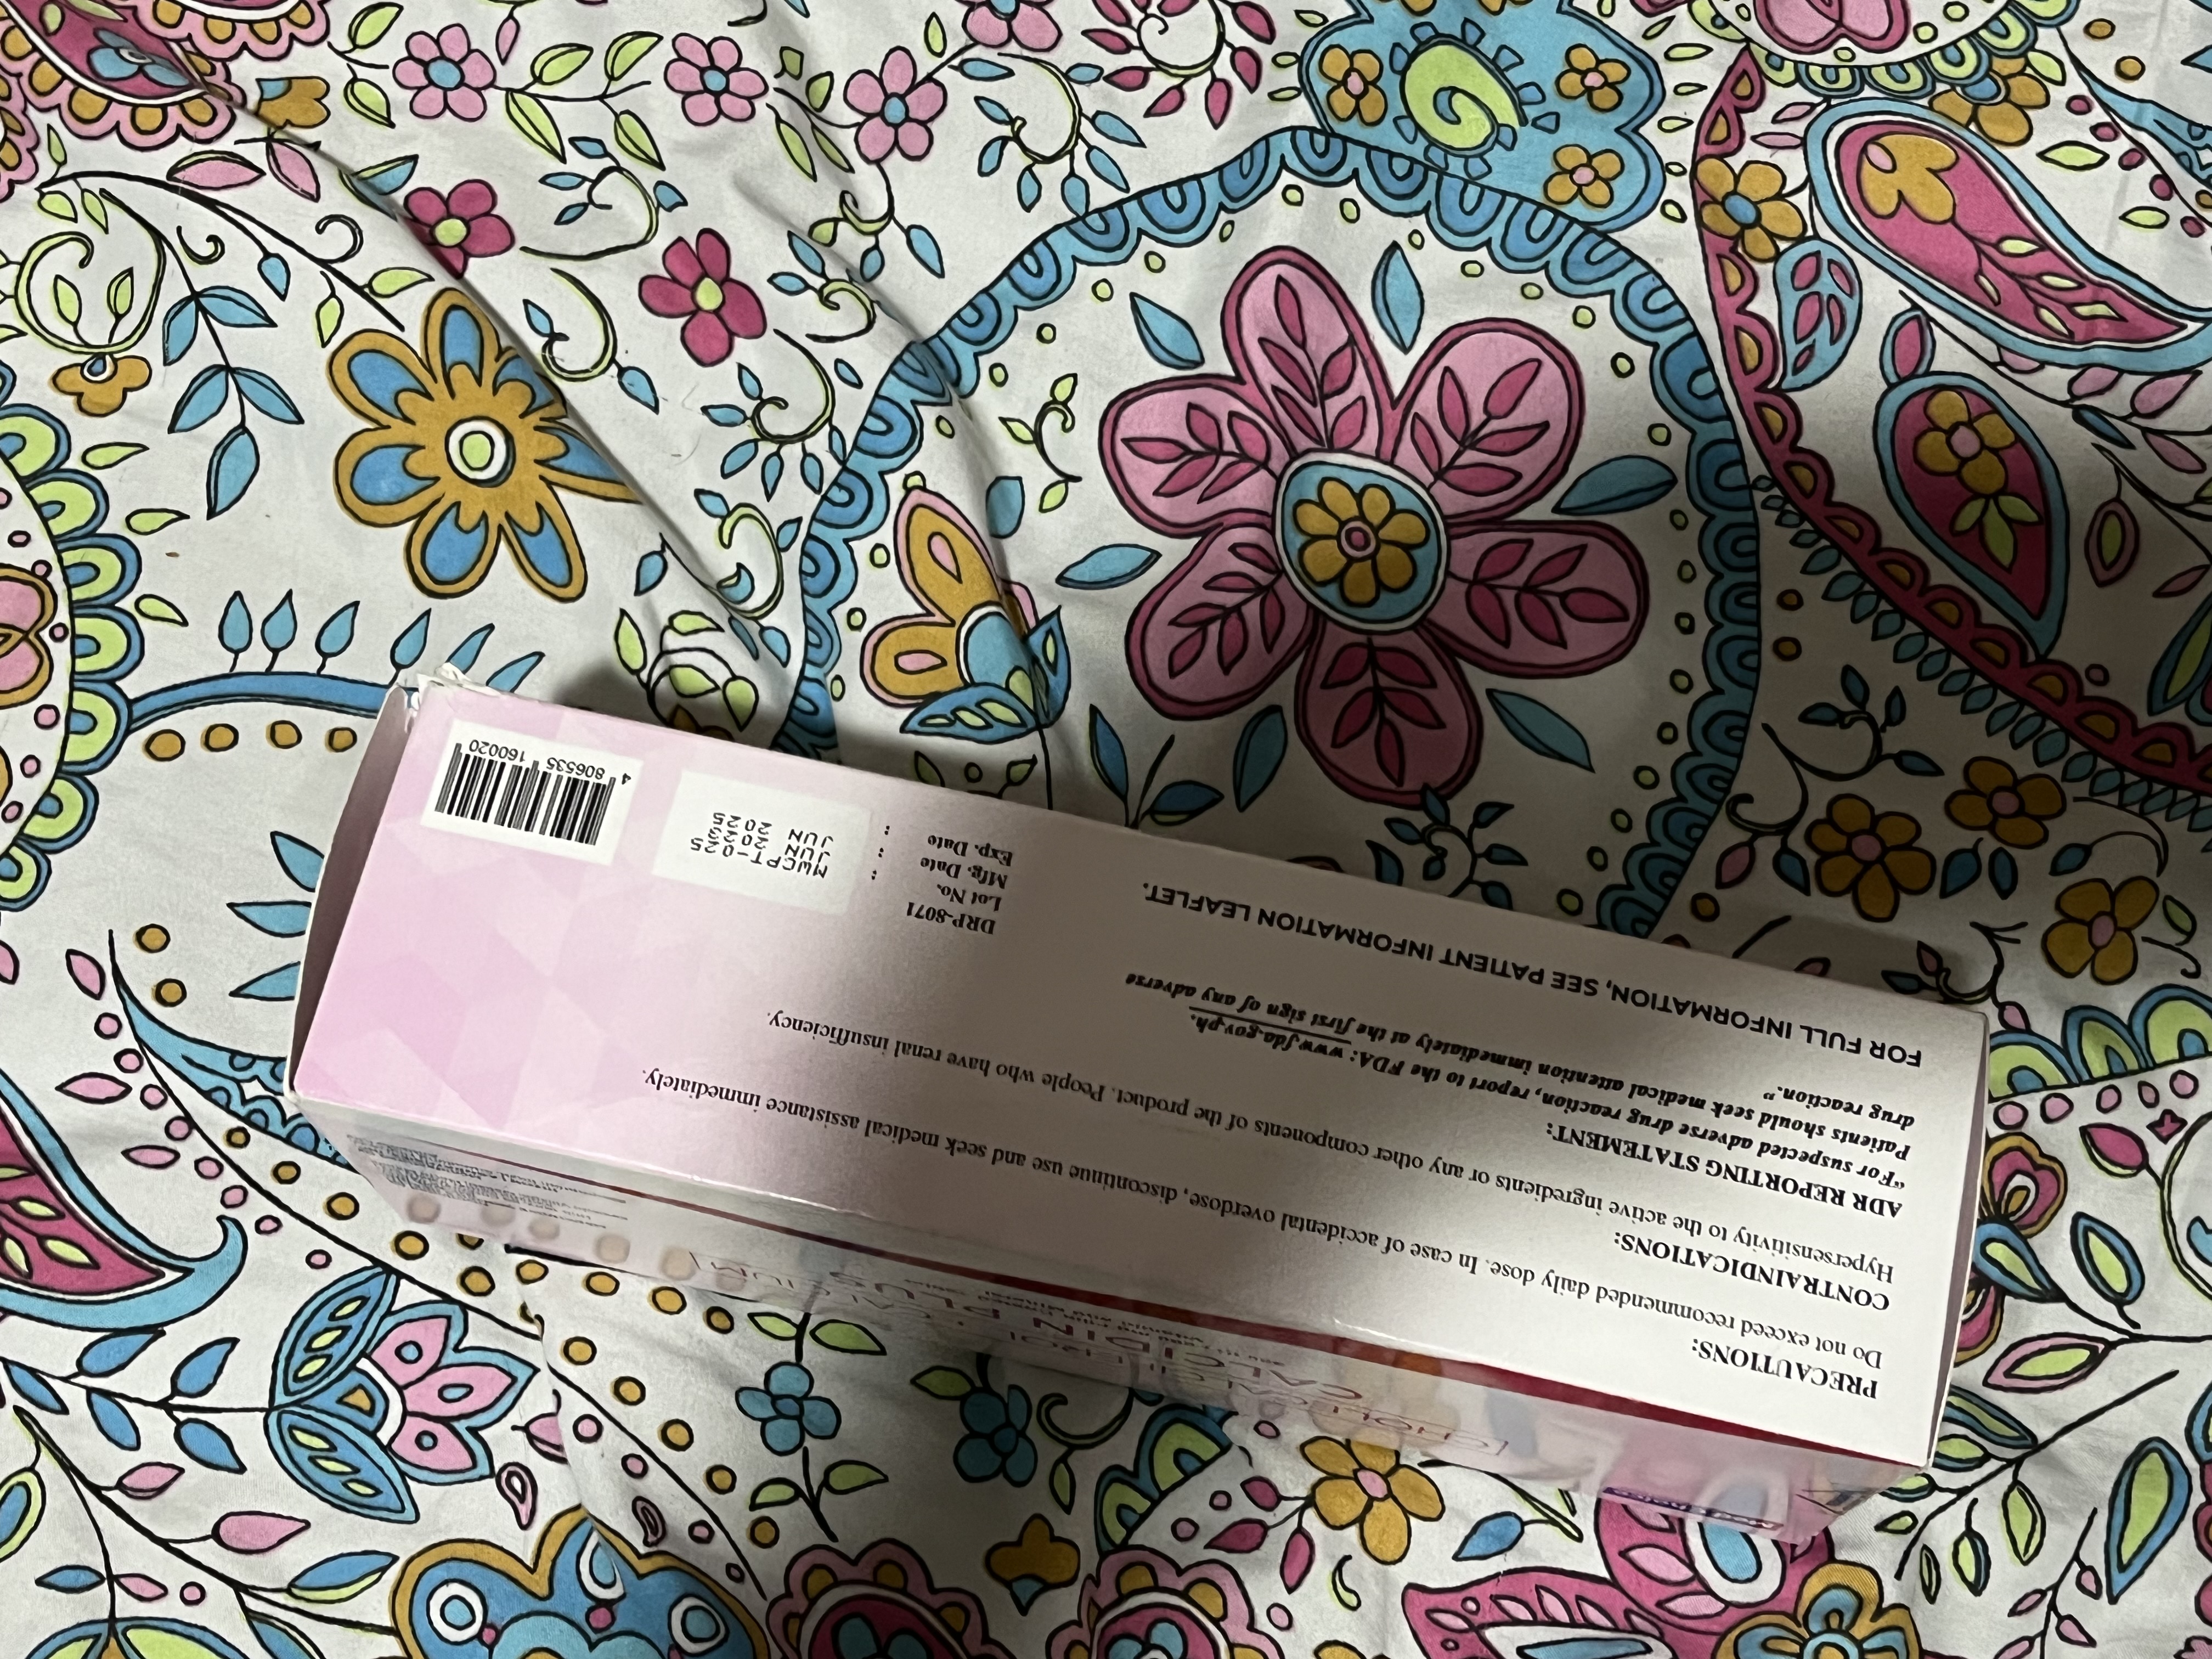 PRECAUTIONS:
Do not exceed recommended daily dose. In case of accidental overdose, discontinue use and seek medical assistance immediately.
CONTRAINDICATIONS:
Hypersensitivity to the active ingredients or any other components of the product. People who have renal insufficiency.
ADR REPORTING STATEMENT:
"For suspected adverse drug reaction, report to the FDA: www.fda.gov.ph.
Patients should seek medical attention immediately at the first sign of any adverse
drug reaction."
FOR FULL INFORMATION, SEE PATIENT INFORMATION LEAFLET.
DRP-8071
Lot No. : MWCPT-025
Mfg. Date : JUN 2023
Exp. Date : JUN 2025
4 806535 160020
CALCIDIN PLUS